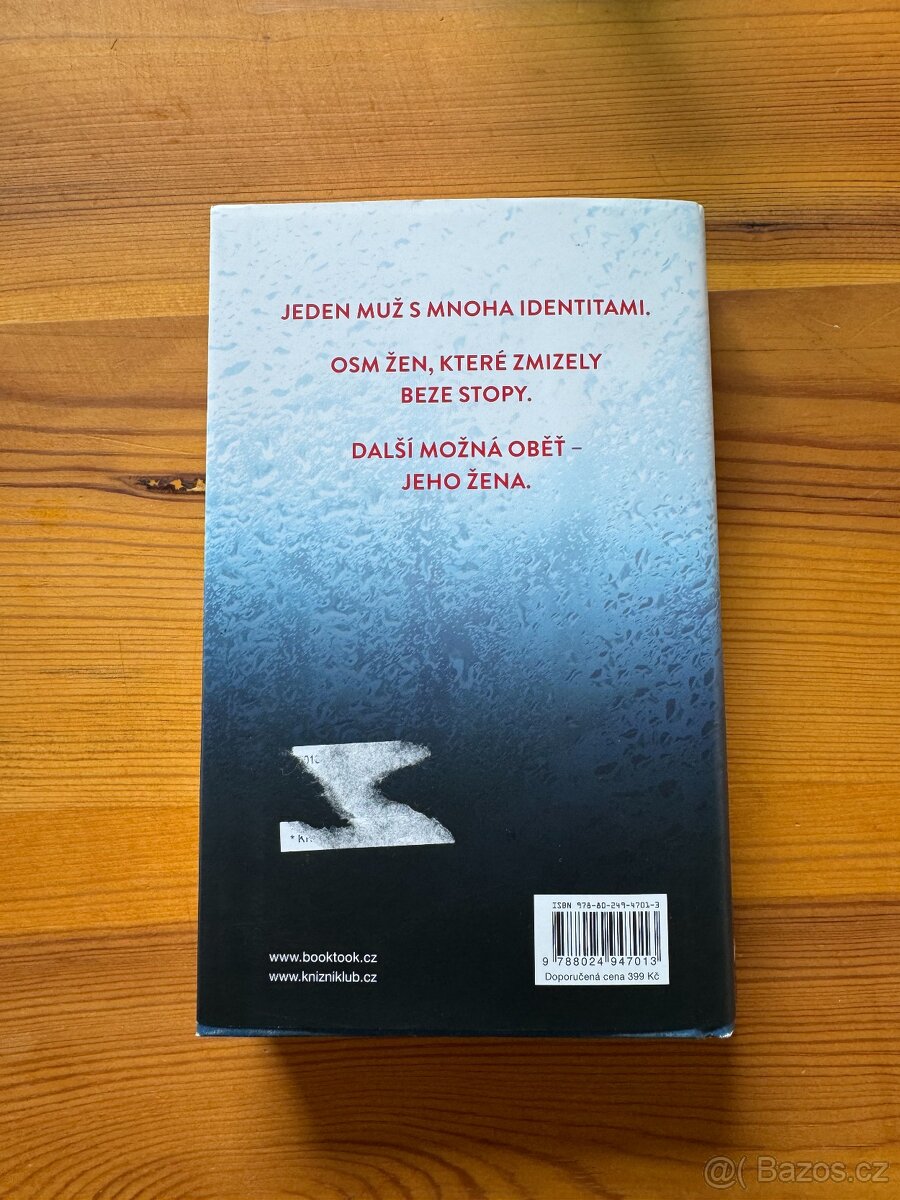 JEDEN MUŽ S MNOHA IDENTITAMI.
OSM ŽEN, KTERÉ ZMIZELY
BEZE STOPY.
DALŠÍ MOŽNÁ OBĚŤ –
JEHO ŽENA.
www.booktook.cz
www.knizniklub.cz
ISBN 978-80-249-4701-3
9 788024 947013
Doporučená cena 399 Kč
@( Bazos.cz